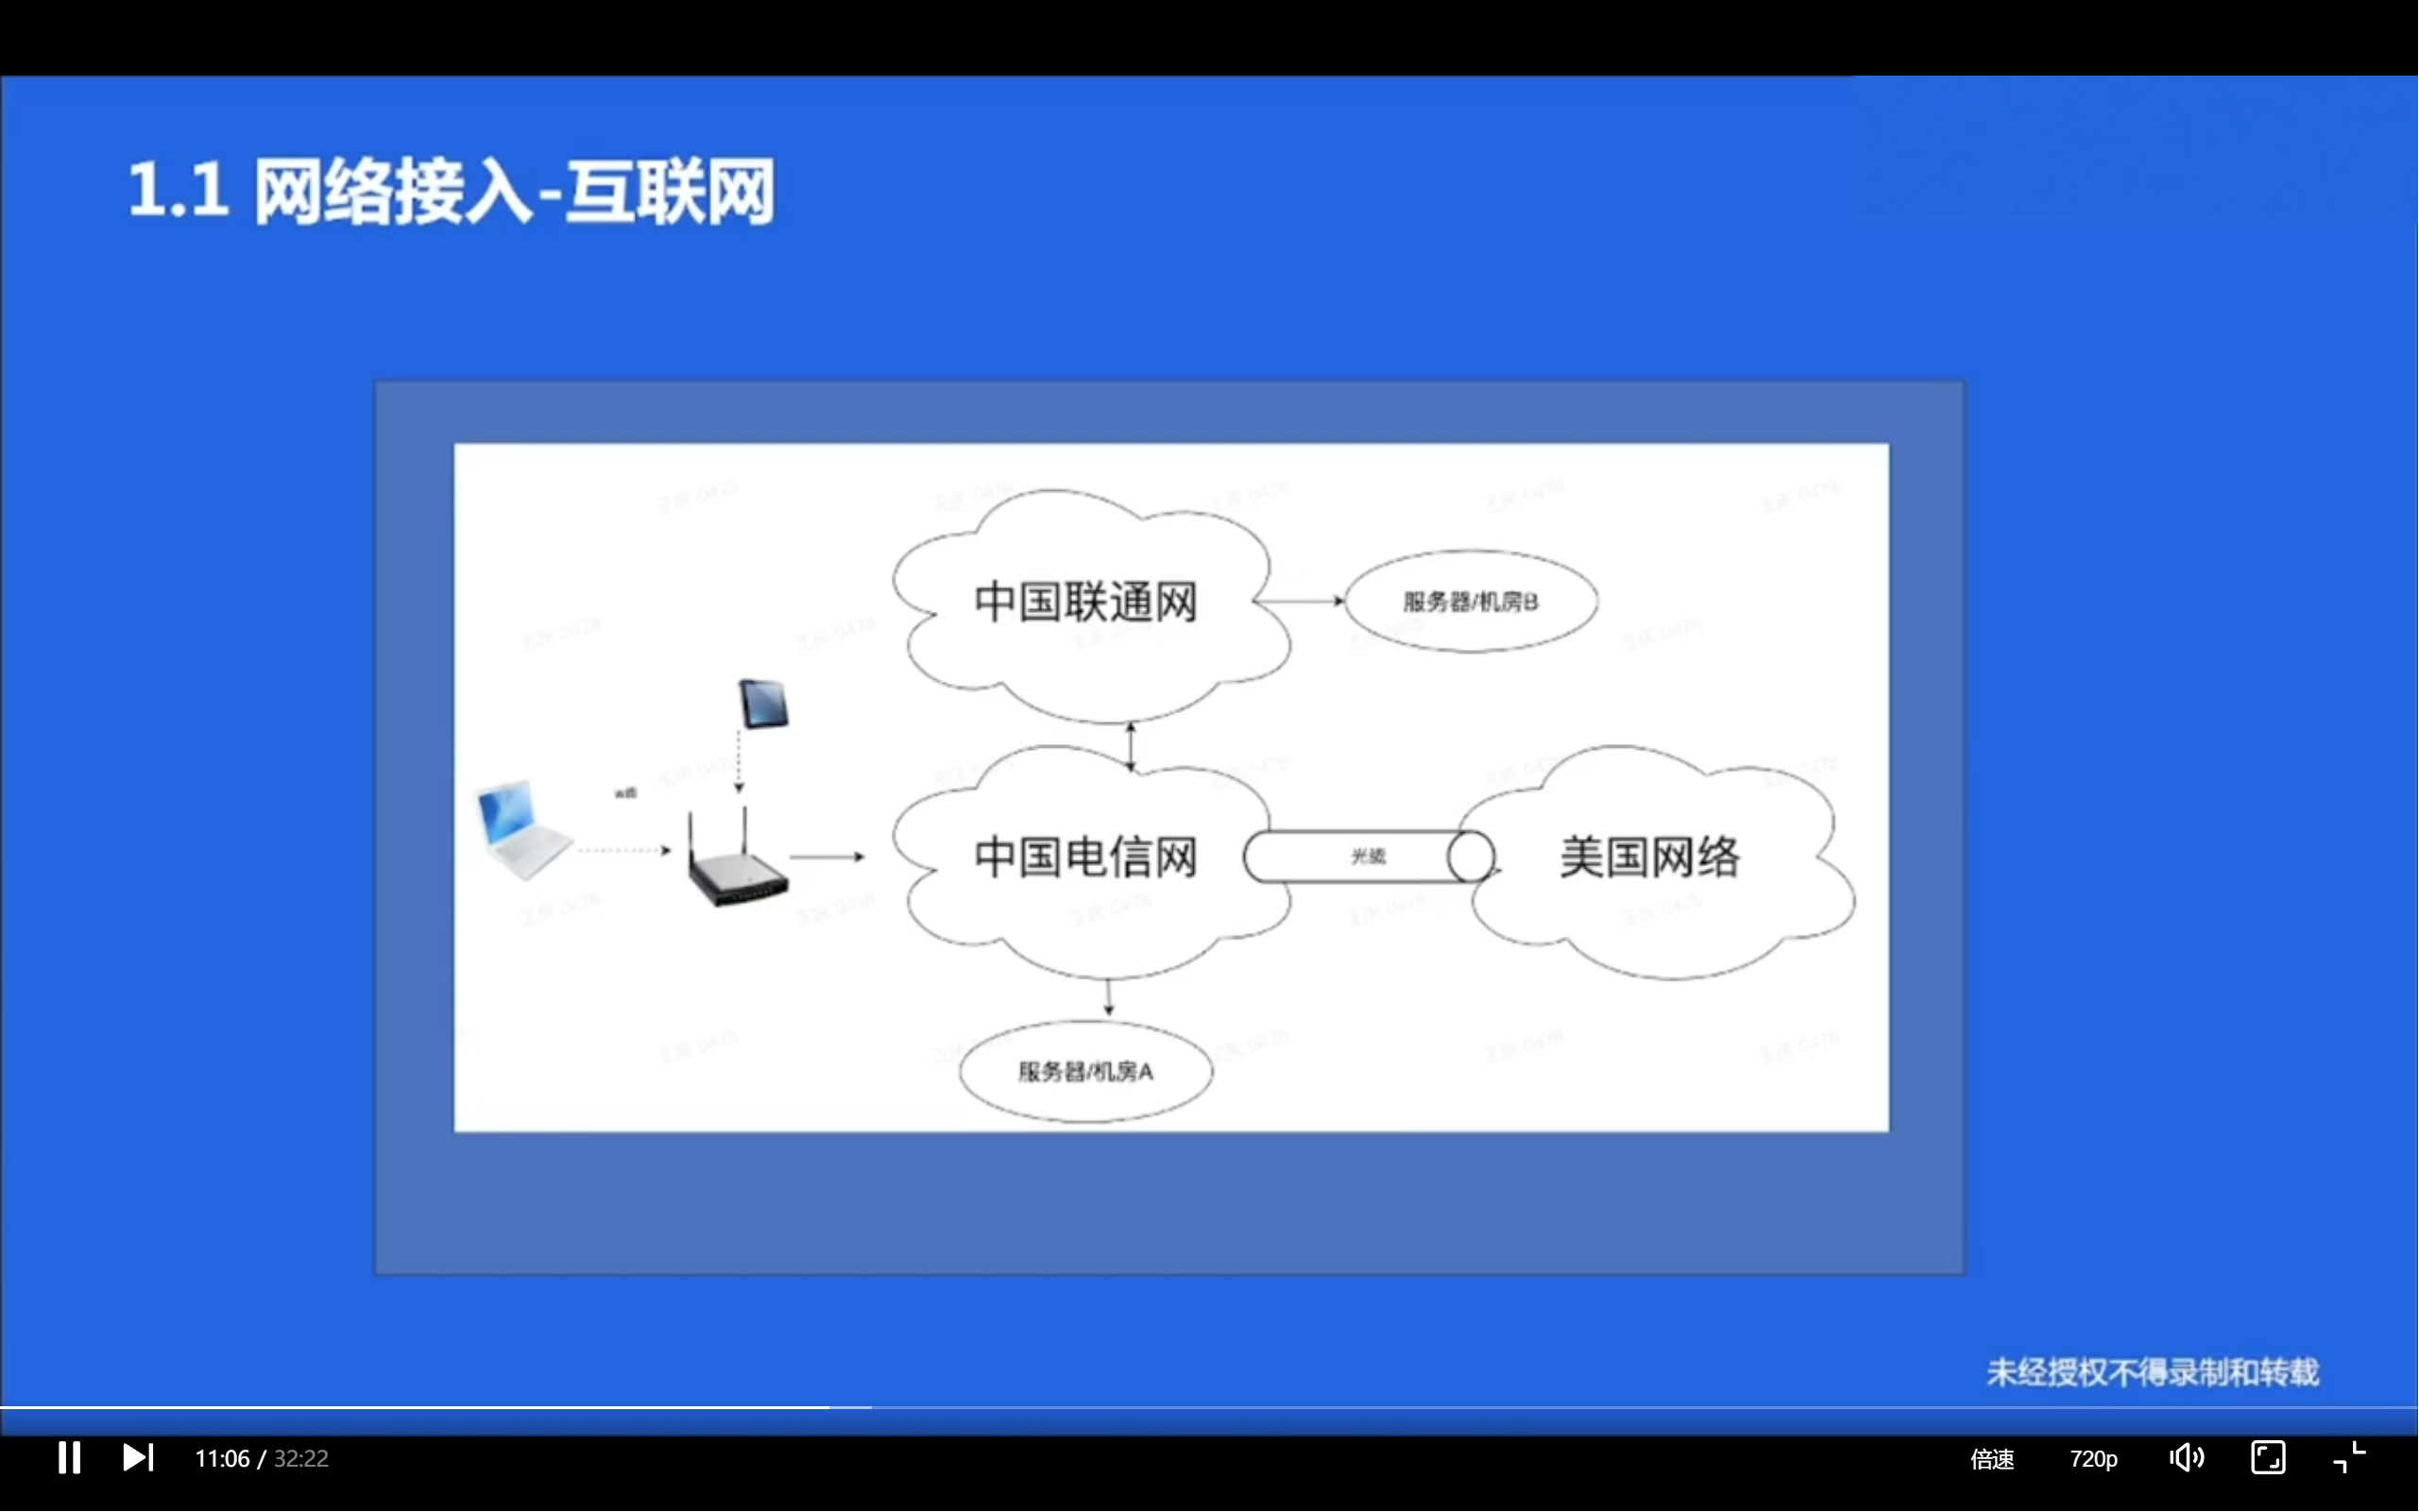 1.1 网络接入-互联网
中国联通网
服务器/机房B
wifi
中国电信网
光缆
美国网络
服务器/机房A
未经授权不得录制和转载
11:06 / 32:22
倍速
720p